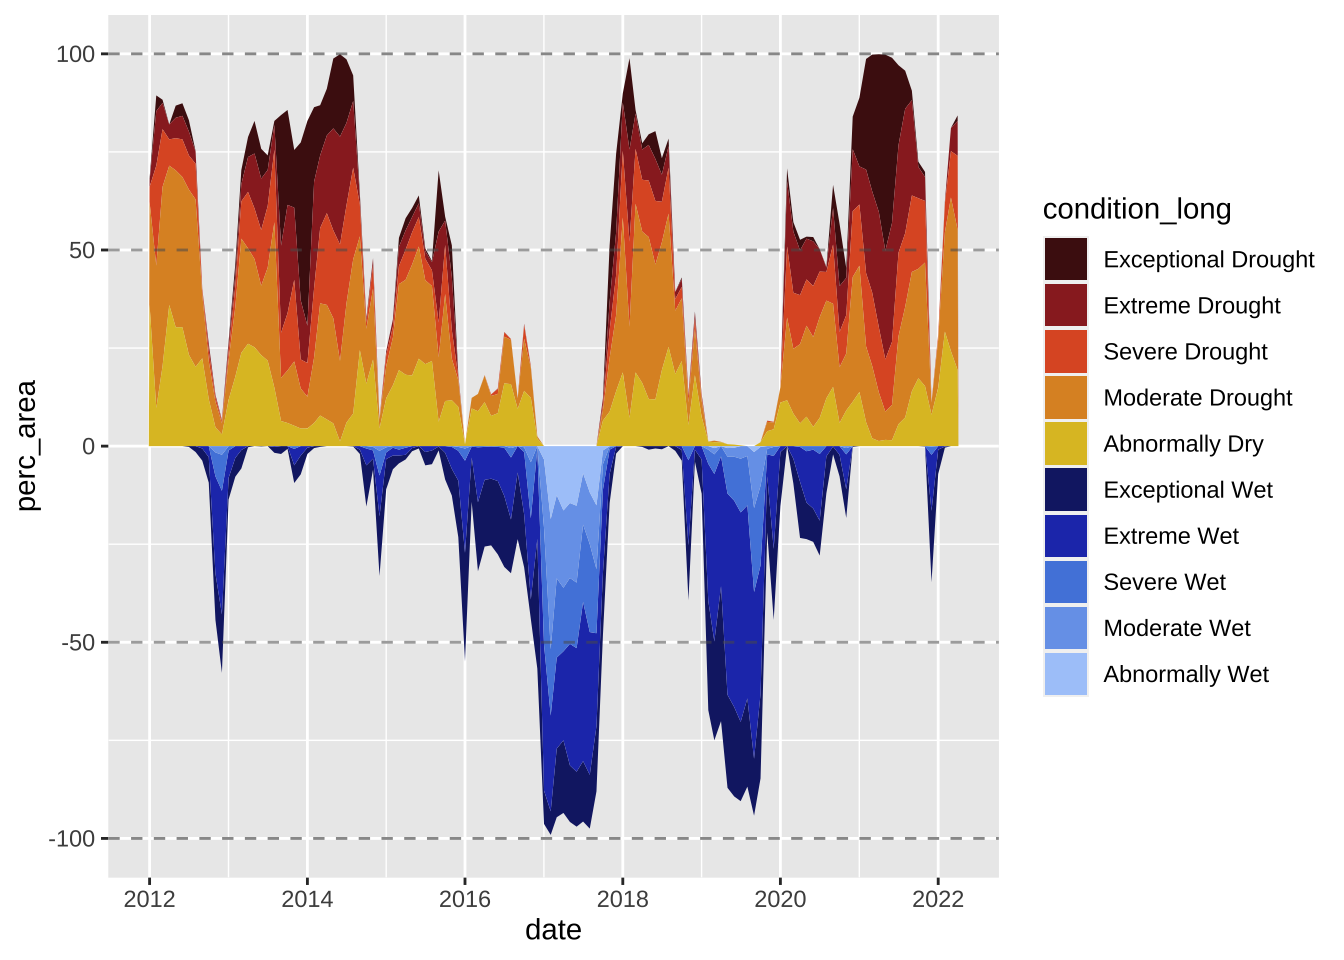 100
50
0
-50
-100
perc_area
2012 2014 2016 2018 2020 2022
date
condition_long
Exceptional Drought
Extreme Drought
Severe Drought
Moderate Drought
Abnormally Dry
Exceptional Wet
Extreme Wet
Severe Wet
Moderate Wet
Abnormally Wet